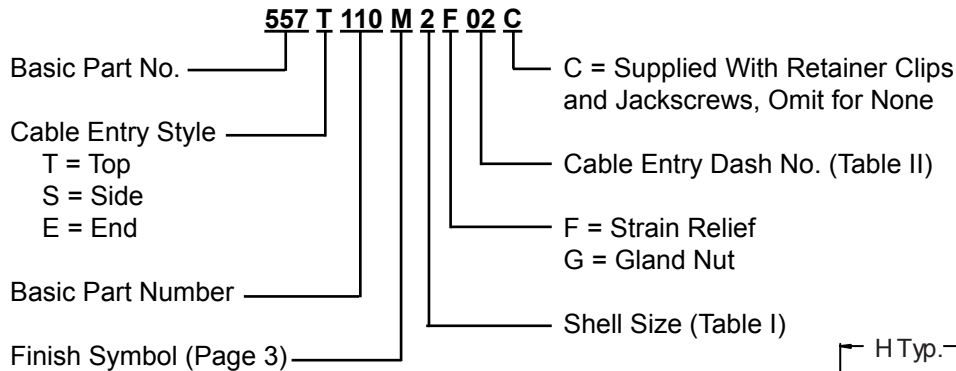 557 T 110 M 2 F 02 C
Basic Part No.
Cable Entry Style
T = Top
S = Side
E = End
Basic Part Number
Finish Symbol (Page 3)
C = Supplied With Retainer Clips
and Jackscrews, Omit for None
Cable Entry Dash No. (Table II)
F = Strain Relief
G = Gland Nut
Shell Size (Table I)
H Typ.